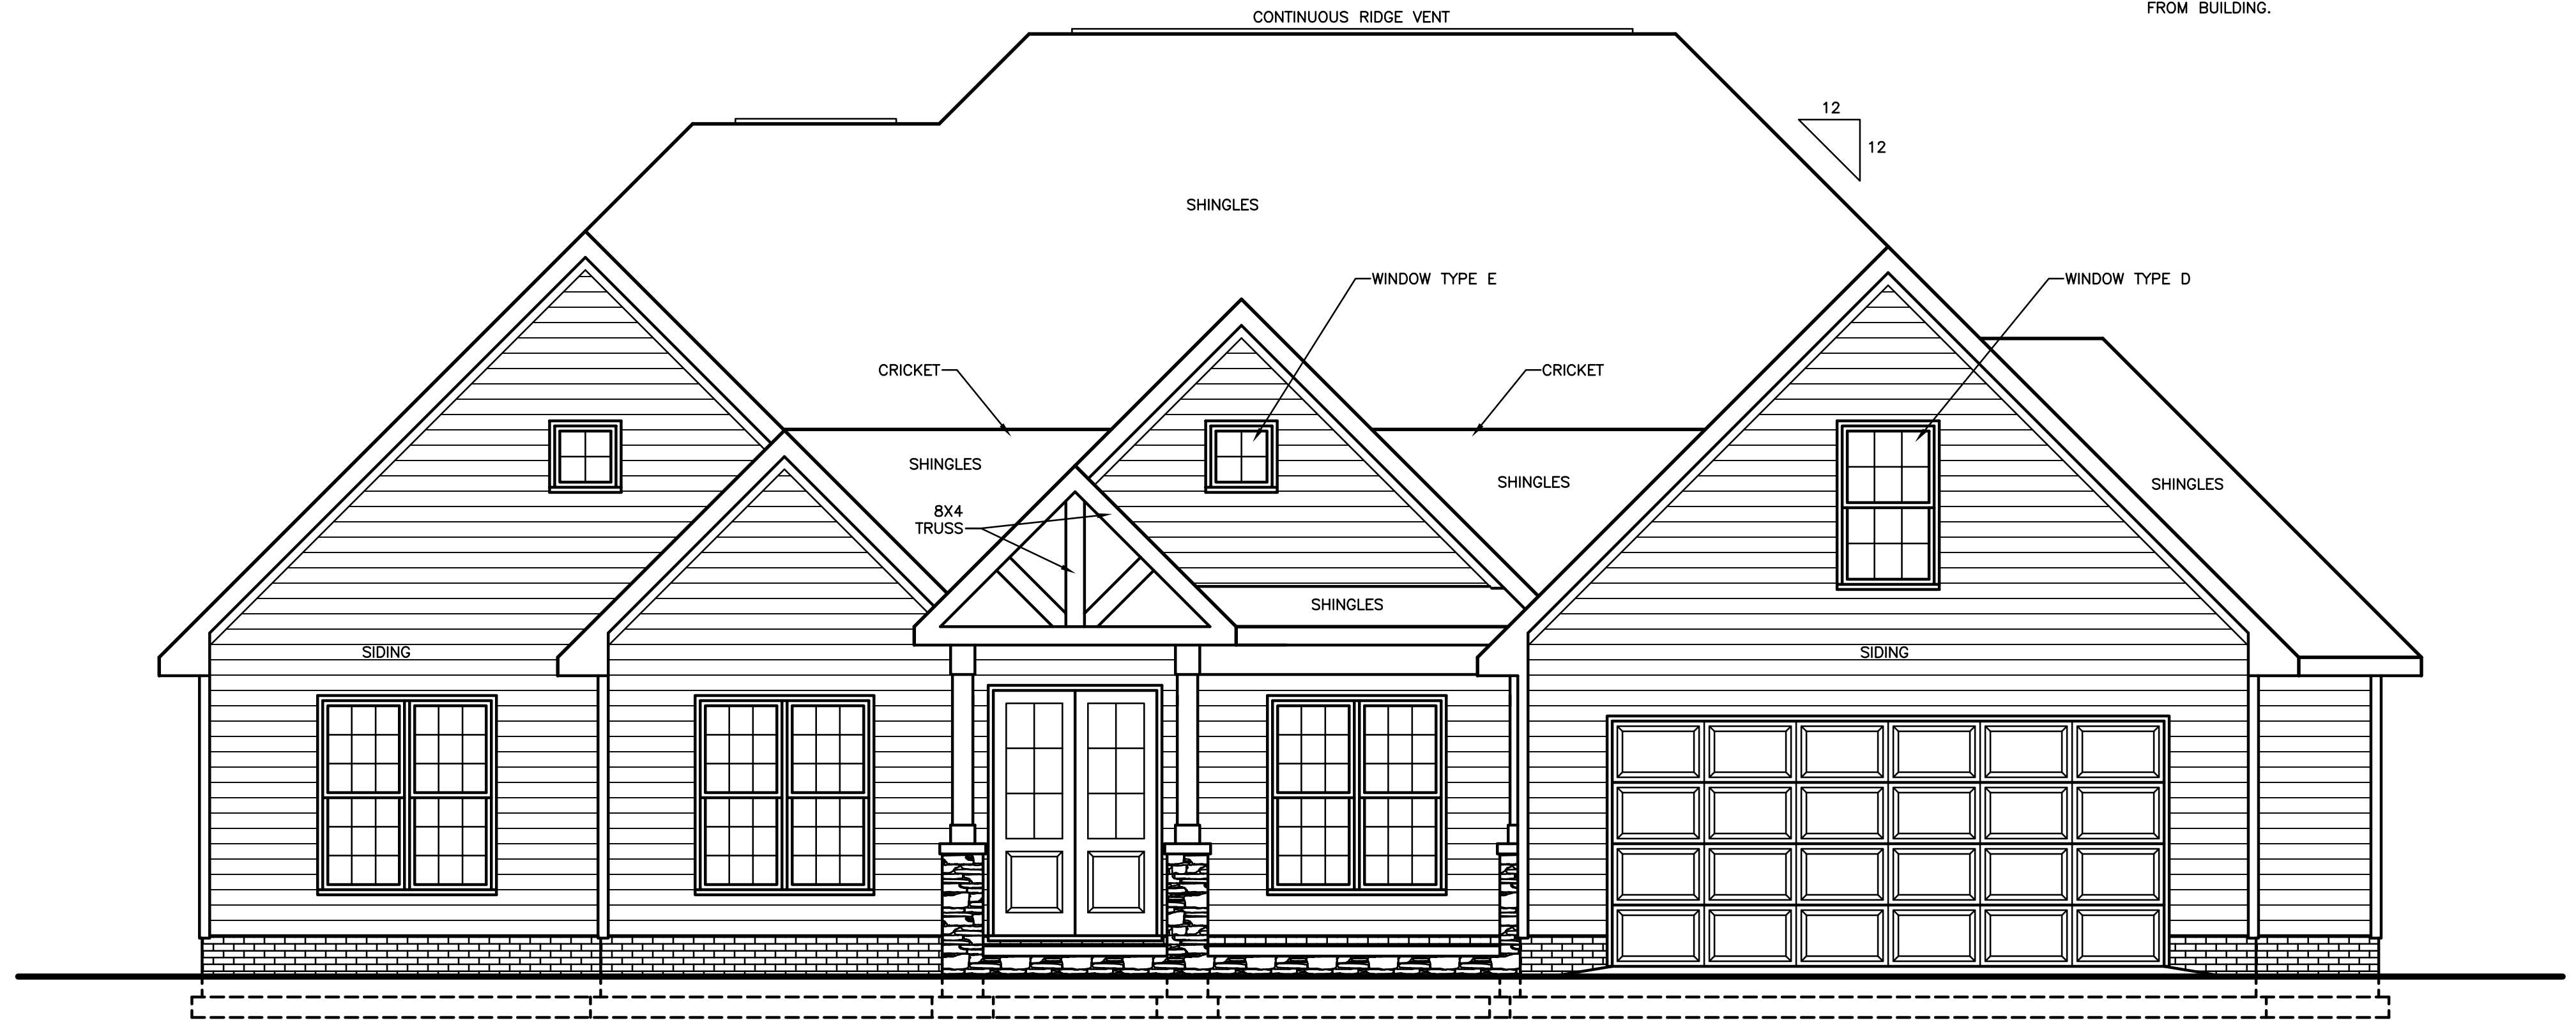 FROM BUILDING.
CONTINUOUS RIDGE VENT
12
12
SHINGLES
WINDOW TYPE E
WINDOW TYPE D
CRICKET
CRICKET
SHINGLES
SHINGLES
SHINGLES
8X4
TRUSS
SHINGLES
SIDING
SIDING